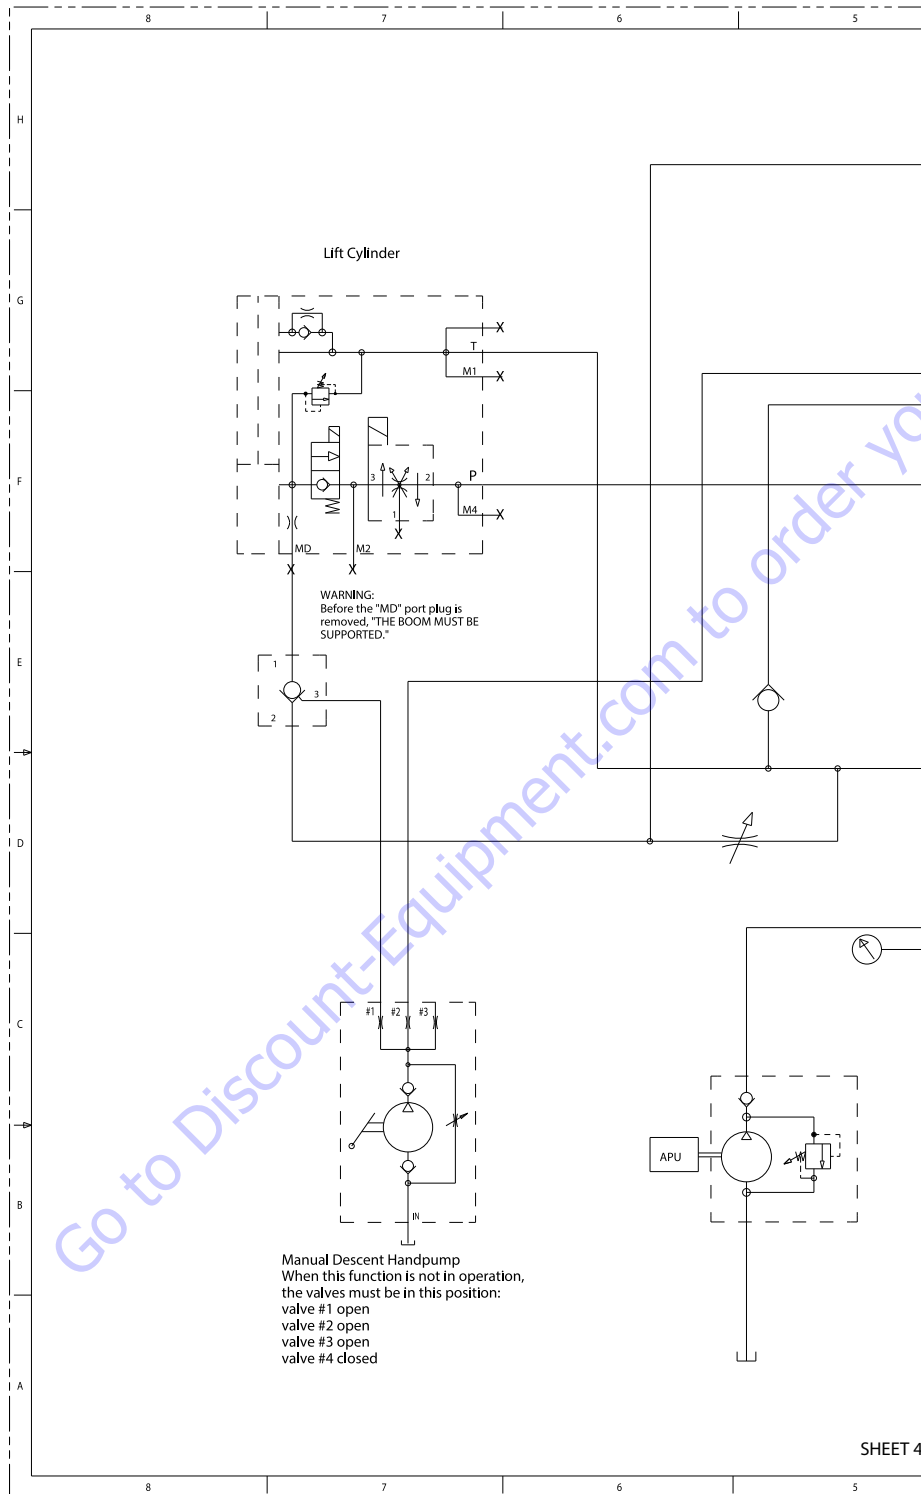 8 7 6 5
H
G
F
E
D
C
B
A
Lift Cylinder
T
M1
3 2
1
P
M4
MD M2
X
X
X
X
X
X
WARNING:
Before the "MD" port plug is
removed, "THE BOOM MUST BE
SUPPORTED."
1
3
2
#1 #2 #3
IN
APU
Manual Descent Handpump
When this function is not in operation,
the valves must be in this position:
valve #1 open
valve #2 open
valve #3 open
valve #4 closed
SHEET 4
8 7 6 5
Go to Discount-Equipment.com to order you